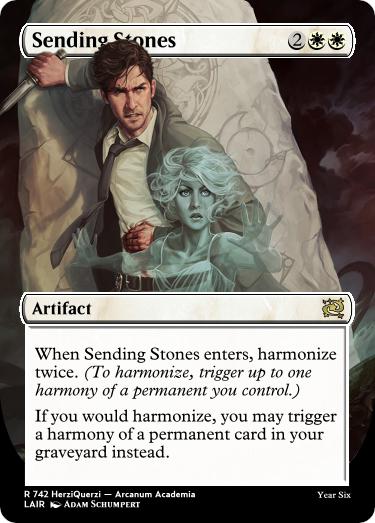 Sending Stones 2
Artifact
When Sending Stones enters, harmonize
twice. (To harmonize, trigger up to one
harmony of a permanent you control.)
If you would harmonize, you may trigger
a harmony of a permanent card in your
graveyard instead.
R 742 HerziQuerzi — Arcanum Academia Year Six
LAIR Adam Schumpert